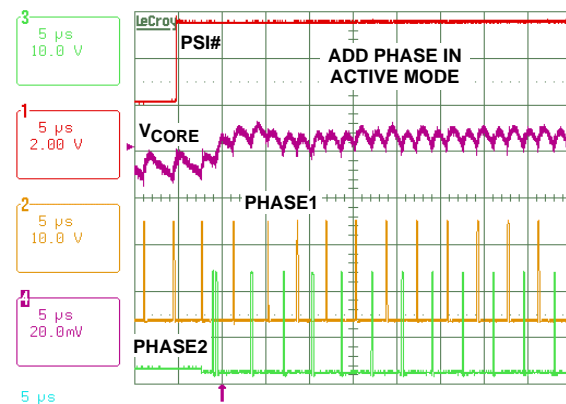 3
5 µs
10.0 V
1
5 µs
2.00 V
2
5 µs
10.0 V
4
5 µs
20.0mV
5 µs
LeCroy
PSI#
ADD PHASE IN
ACTIVE MODE
VCORE
PHASE1
PHASE2